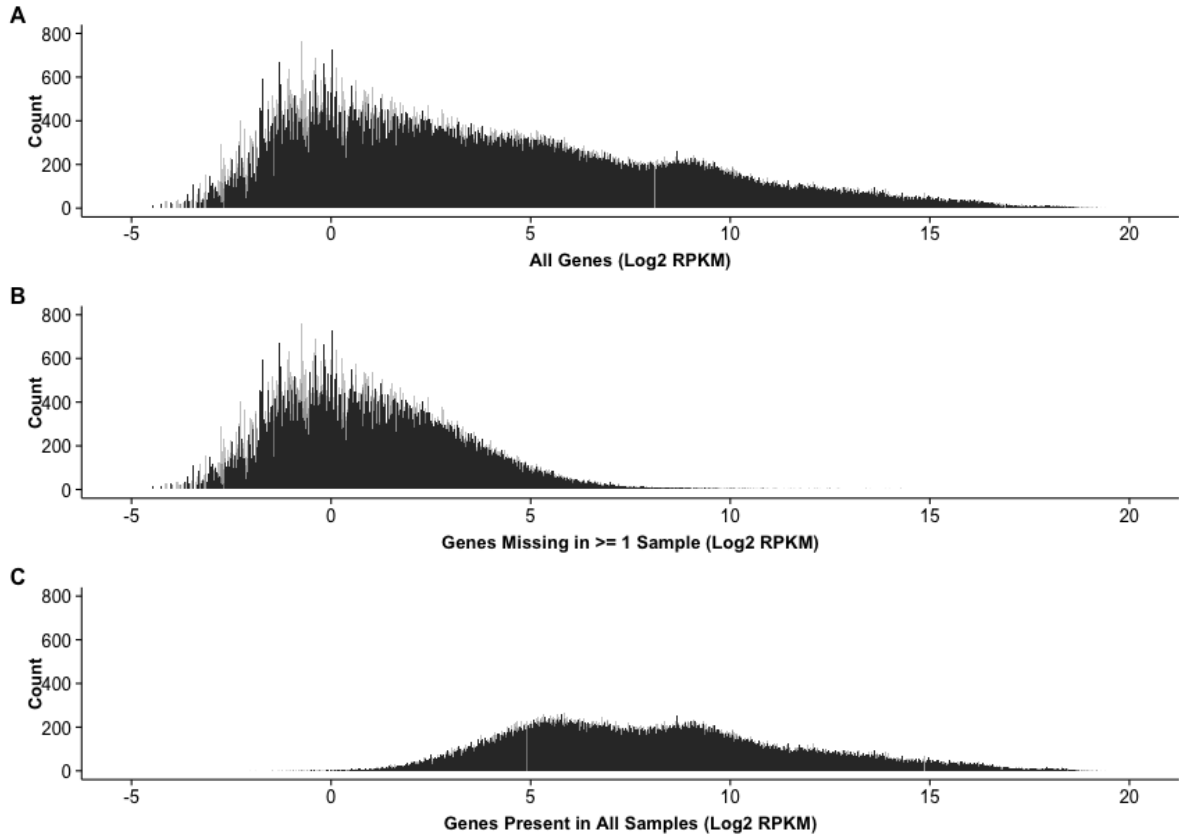 A
800
600
400
200
0
Count
-5 0 5 10 15 20
All Genes (Log2 RPKM)
B
800
600
400
200
0
Count
-5 0 5 10 15 20
Genes Missing in >= 1 Sample (Log2 RPKM)
C
800
600
400
200
0
Count
-5 0 5 10 15 20
Genes Present in All Samples (Log2 RPKM)